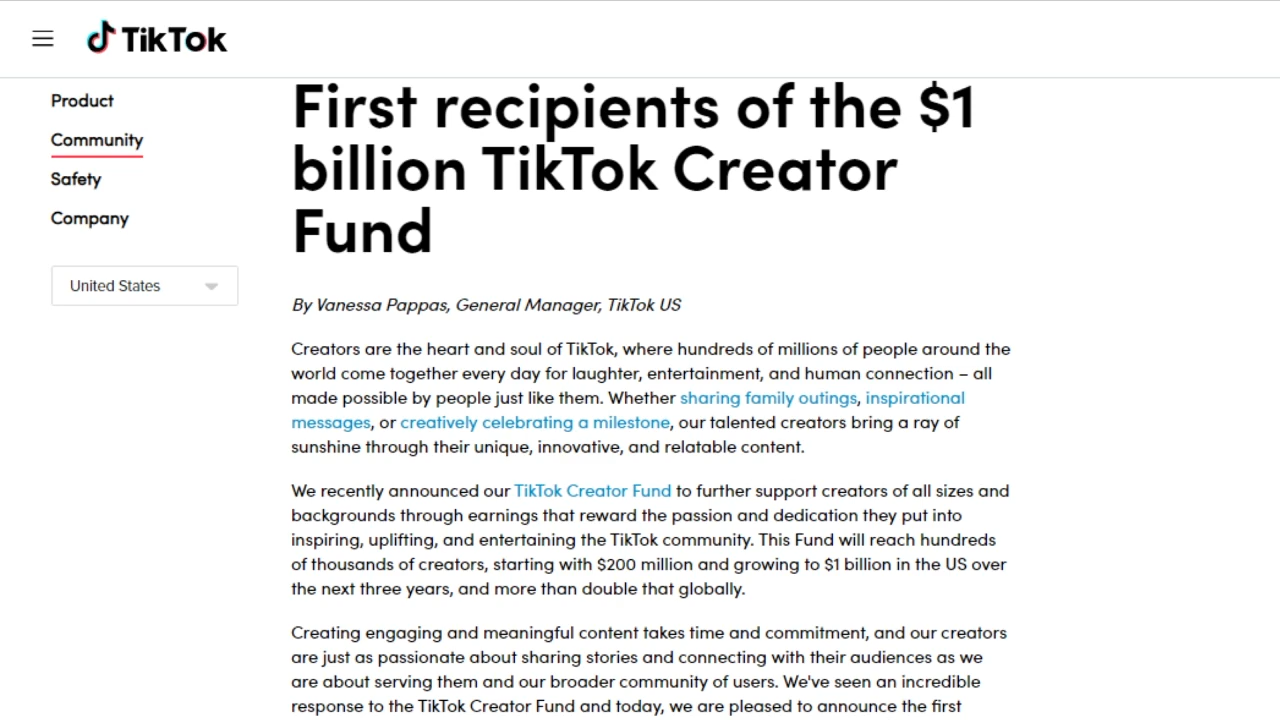 TikTok
Product
Community
Safety
Company
United States
First recipients of the $1
billion TikTok Creator
Fund
By Vanessa Pappas, General Manager, TikTok US
Creators are the heart and soul of TikTok, where hundreds of millions of people around the
world come together every day for laughter, entertainment, and human connection – all
made possible by people just like them. Whether sharing family outings, inspirational
messages, or creatively celebrating a milestone, our talented creators bring a ray of
sunshine through their unique, innovative, and relatable content.
We recently announced our TikTok Creator Fund to further support creators of all sizes and
backgrounds through earnings that reward the passion and dedication they put into
inspiring, uplifting, and entertaining the TikTok community. This Fund will reach hundreds
of thousands of creators, starting with $200 million and growing to $1 billion in the US over
the next three years, and more than double that globally.
Creating engaging and meaningful content takes time and commitment, and our creators
are just as passionate about sharing stories and connecting with their audiences as we
are about serving them and our broader community of users. We've seen an incredible
response to the TikTok Creator Fund and today, we are pleased to announce the first